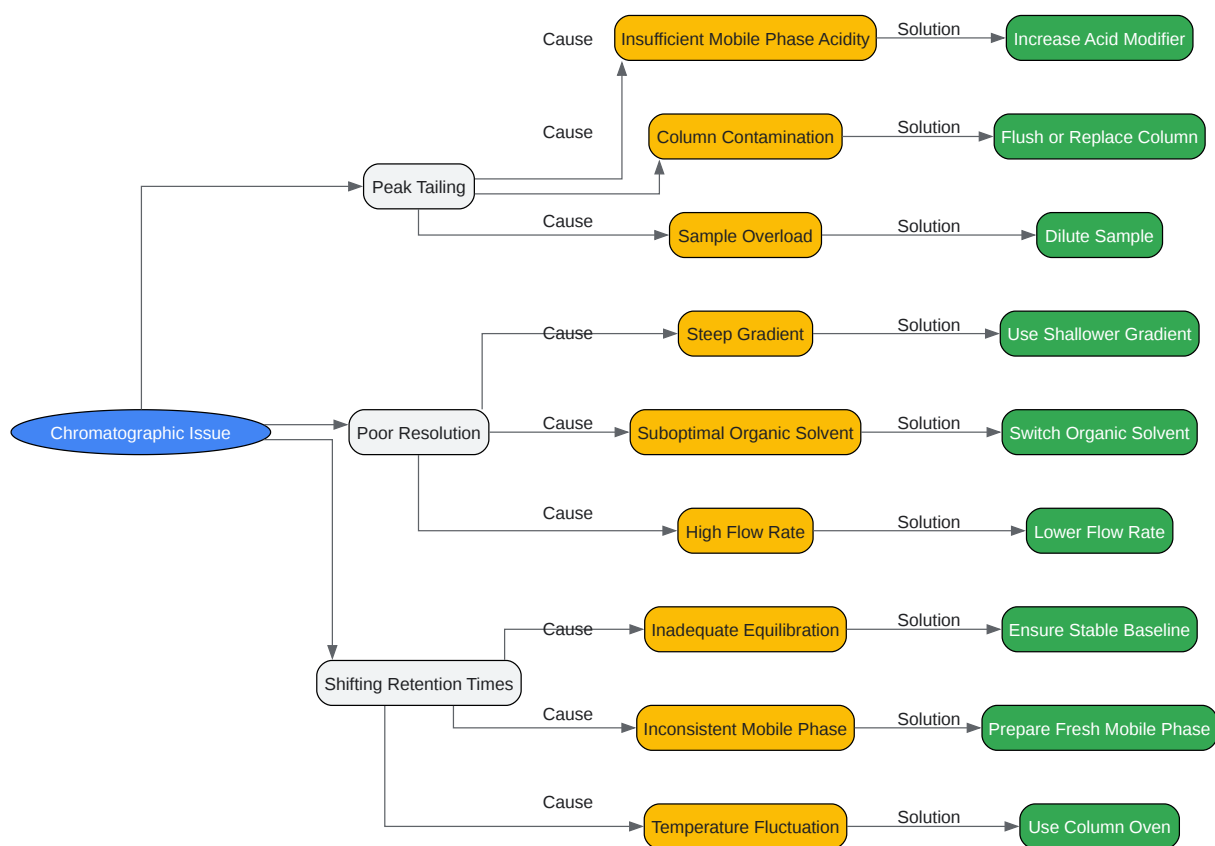 Cause
Insufficient Mobile Phase Acidity
Solution
Increase Acid Modifier
Cause
Column Contamination
Solution
Flush or Replace Column
Peak Tailing
Cause
Sample Overload
Solution
Dilute Sample
Cause
Steep Gradient
Solution
Use Shallower Gradient
Chromatographic Issue
Poor Resolution
Cause
Suboptimal Organic Solvent
Solution
Switch Organic Solvent
Cause
High Flow Rate
Solution
Lower Flow Rate
Cause
Inadequate Equilibration
Solution
Ensure Stable Baseline
Shifting Retention Times
Cause
Inconsistent Mobile Phase
Solution
Prepare Fresh Mobile Phase
Cause
Temperature Fluctuation
Solution
Use Column Oven